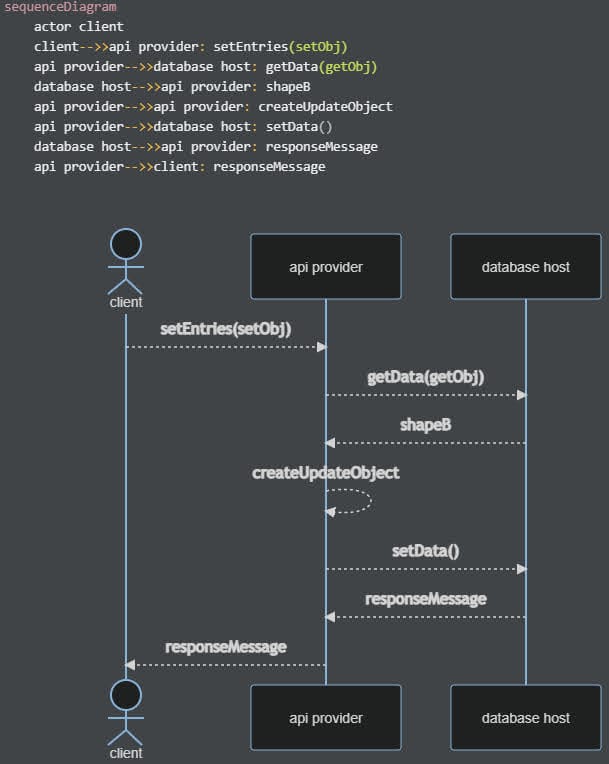 sequenceDiagram
actor client
client-->>api provider: setEntries(setObj)
api provider-->>database host: getData(getObj)
database host-->>api provider: shapeB
api provider-->>api provider: createUpdateObject
api provider-->>database host: setData()
database host-->>api provider: responseMessage
api provider-->>client: responseMessage
client
api provider
database host
setEntries(setObj)
getData(getObj)
shapeB
createUpdateObject
setData()
responseMessage
responseMessage
client
api provider
database host